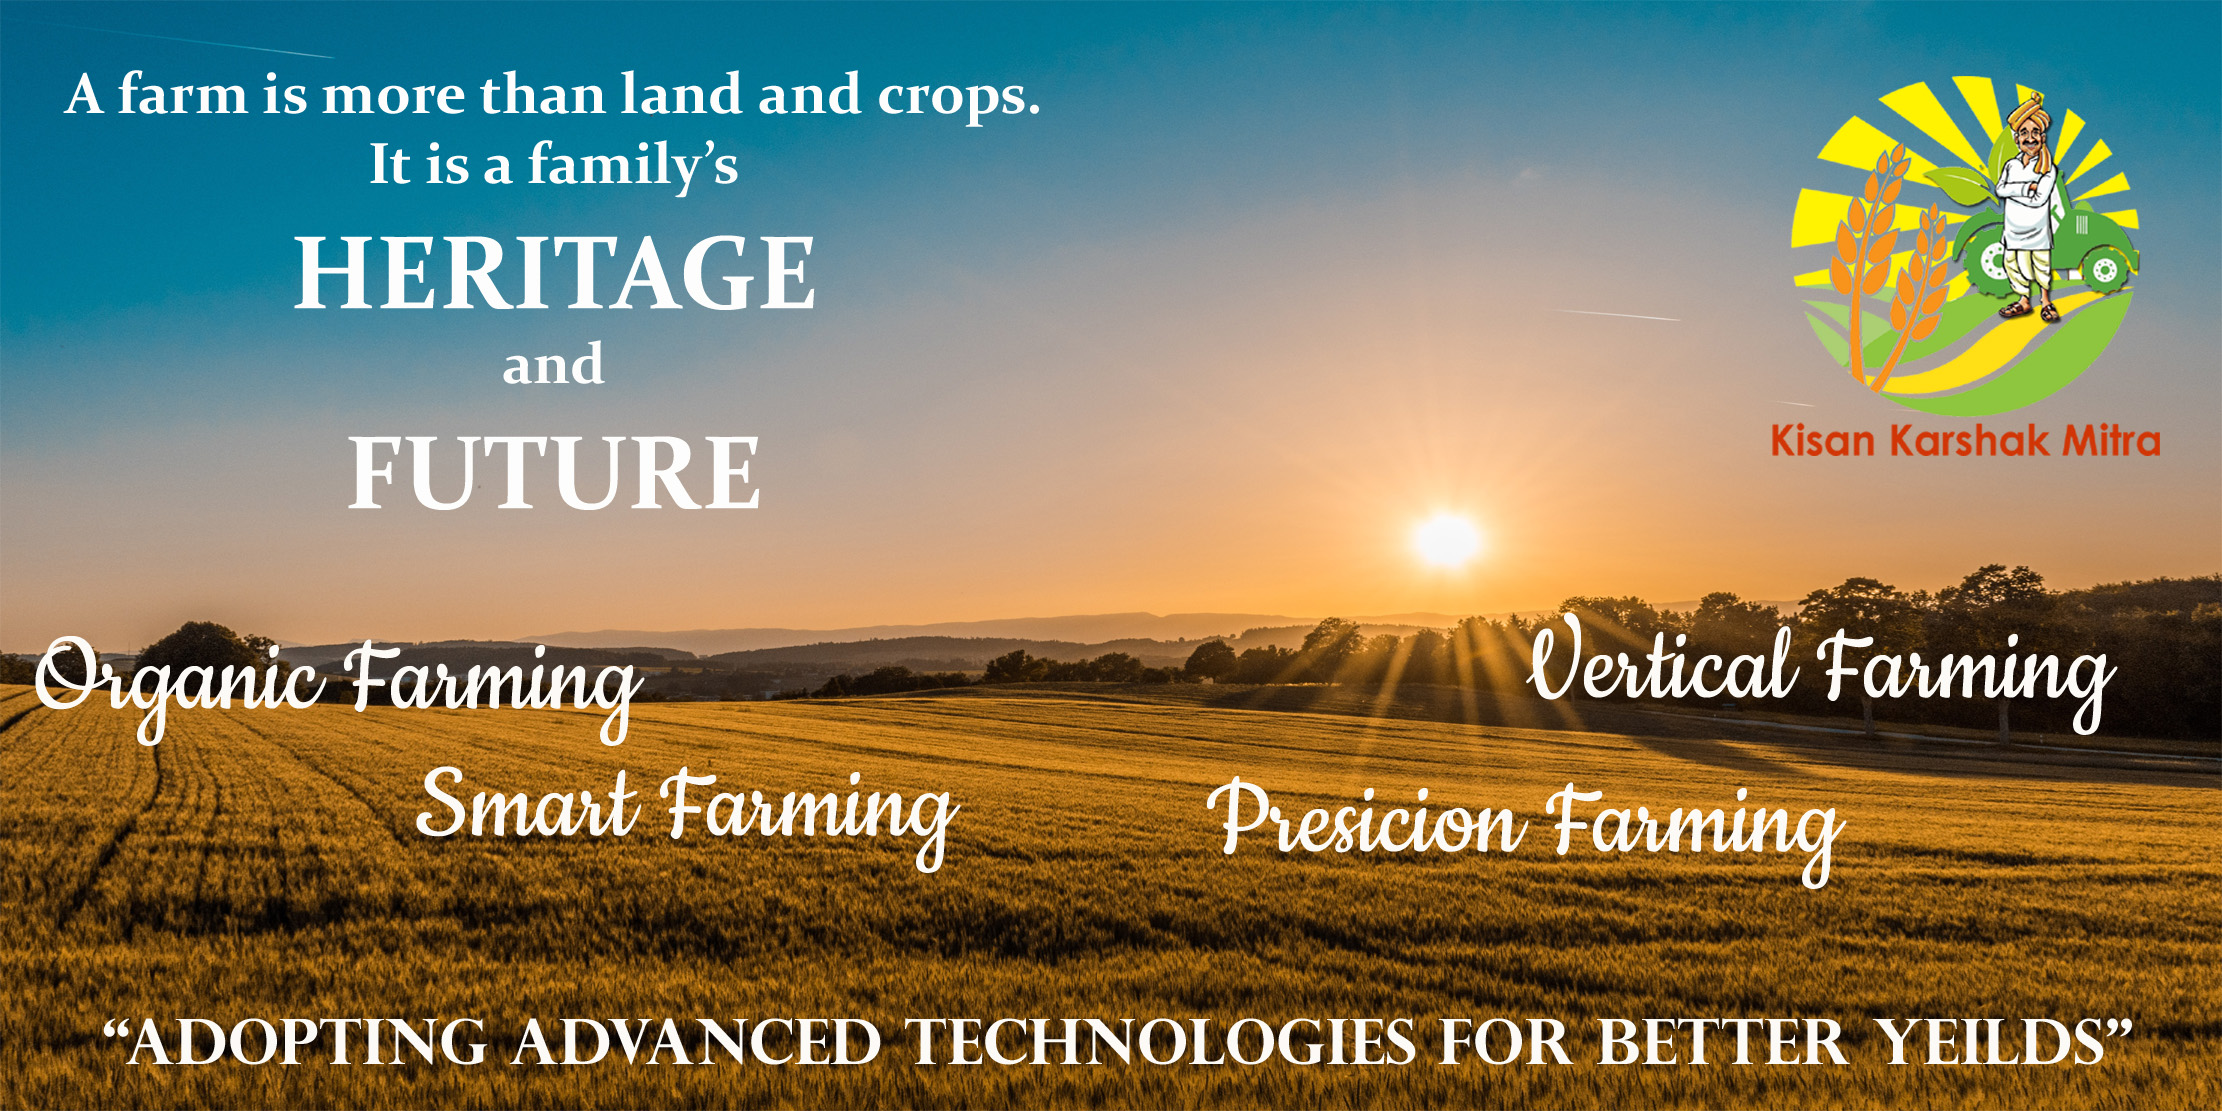 A farm is more than land and crops.
It is a family’s
HERITAGE
and
FUTURE
Kisan Karshak Mitra
Organic Farming
Vertical Farming
Smart Farming
Presicion Farming
“ADOPTING ADVANCED TECHNOLOGIES FOR BETTER YEILDS”